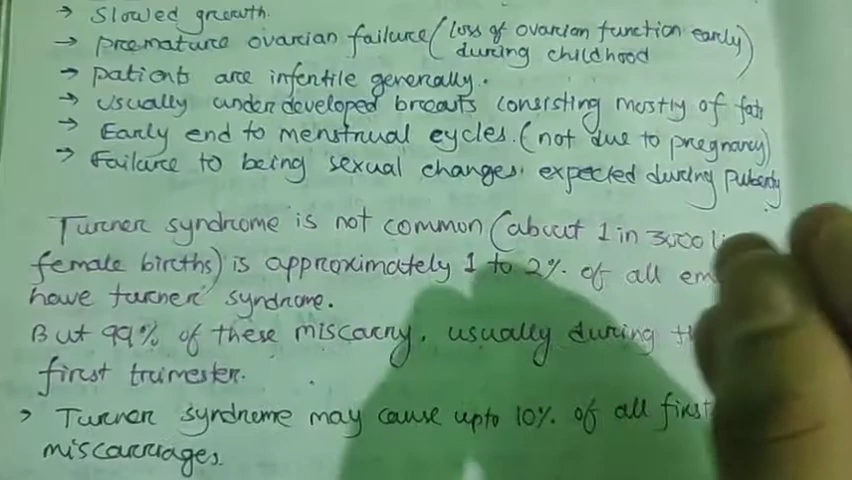 → Slowed growth.
→ premature ovarian failure (loss of ovarian function early
during childhood)
→ patients are infertile generally.
→ Usually underdeveloped breasts consisting mostly of fat
→ Early end to menstrual cycles. (not due to pregnancy)
→ Failure to being sexual changes. expected during puberty
Turner syndrome is not common (about 1 in 3000
female births) is approximately 1 to 2% of all
have turner syndrome.
But 99% of these miscarry, usually during
first trimester.
→ Turner syndrome may cause upto 10% of all first
miscarriages.